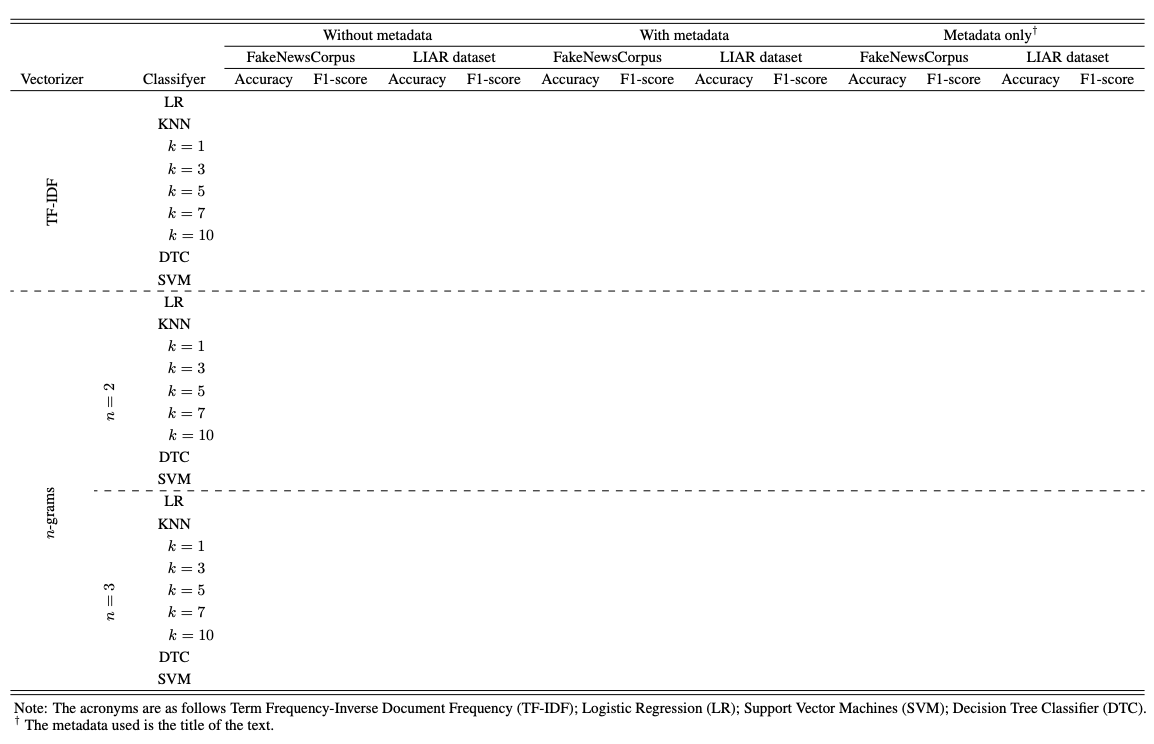 Without metadata With metadata Metadata only†
FakeNewsCorpus LIAR dataset FakeNewsCorpus LIAR dataset FakeNewsCorpus LIAR dataset
Vectorizer Classifyer Accuracy F1-score Accuracy F1-score Accuracy F1-score Accuracy F1-score Accuracy F1-score Accuracy F1-score
TF-IDF
LR
KNN
k = 1
k = 3
k = 5
k = 7
k = 10
DTC
SVM
n-grams
n = 2
LR
KNN
k = 1
k = 3
k = 5
k = 7
k = 10
DTC
SVM
n = 3
LR
KNN
k = 1
k = 3
k = 5
k = 7
k = 10
DTC
SVM
Note: The acronyms are as follows Term Frequency-Inverse Document Frequency (TF-IDF); Logistic Regression (LR); Support Vector Machines (SVM); Decision Tree Classifier (DTC).
† The metadata used is the title of the text.